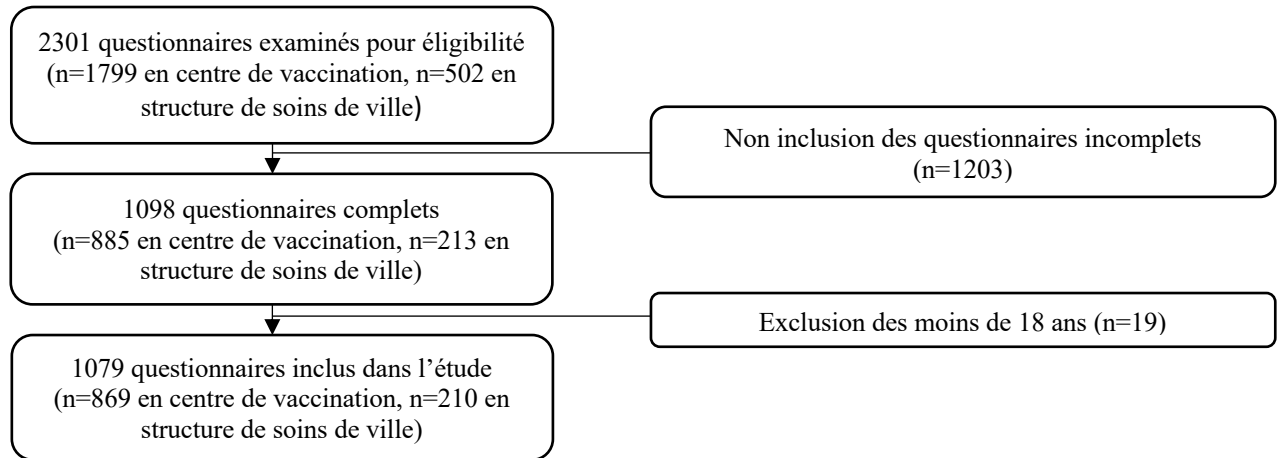 2301 questionnaires examinés pour éligibilité
(n=1799 en centre de vaccination, n=502 en
structure de soins de ville)
Non inclusion des questionnaires incomplets
(n=1203)
1098 questionnaires complets
(n=885 en centre de vaccination, n=213 en
structure de soins de ville)
Exclusion des moins de 18 ans (n=19)
1079 questionnaires inclus dans l’étude
(n=869 en centre de vaccination, n=210 en
structure de soins de ville)